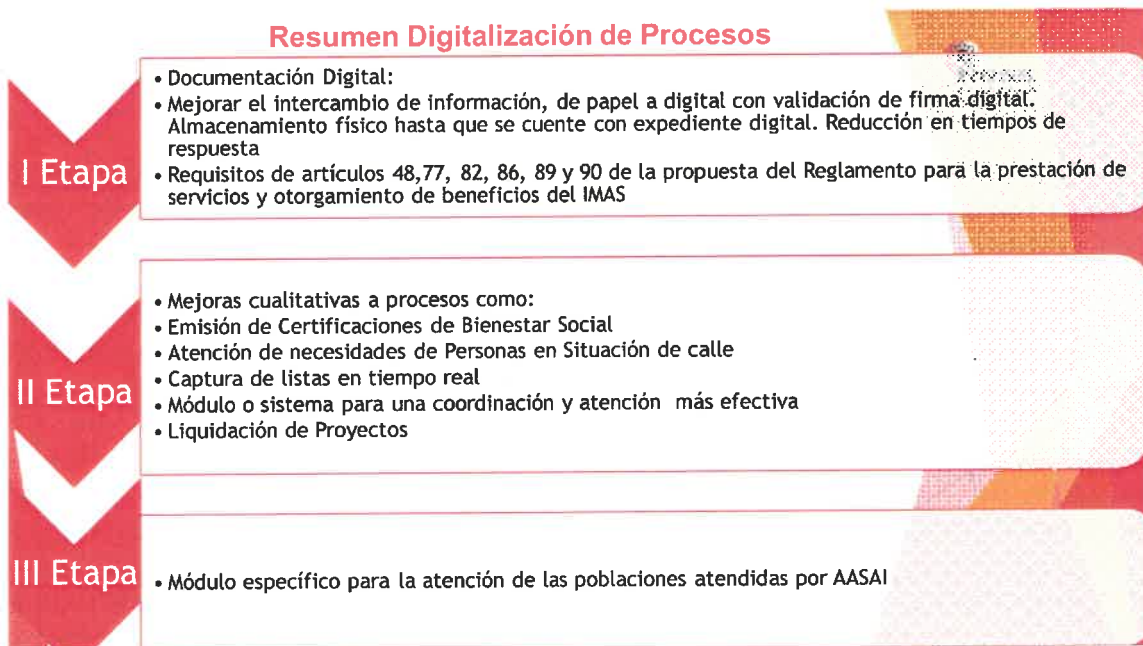 Resumen Digitalización de Procesos
I Etapa
• Documentación Digital:
• Mejorar el intercambio de información, de papel a digital con validación de firma digital.
Almacenamiento físico hasta que se cuente con expediente digital. Reducción en tiempos de
respuesta
• Requisitos de artículos 48,77, 82, 86, 89 y 90 de la propuesta del Reglamento para la prestación de
servicios y otorgamiento de beneficios del IMAS
II Etapa
• Mejoras cualitativas a procesos como:
• Emisión de Certificaciones de Bienestar Social
• Atención de necesidades de Personas en Situación de calle
• Captura de listas en tiempo real
• Módulo o sistema para una coordinación y atención más efectiva
• Liquidación de Proyectos
III Etapa
• Módulo específico para la atención de las poblaciones atendidas por AASAI